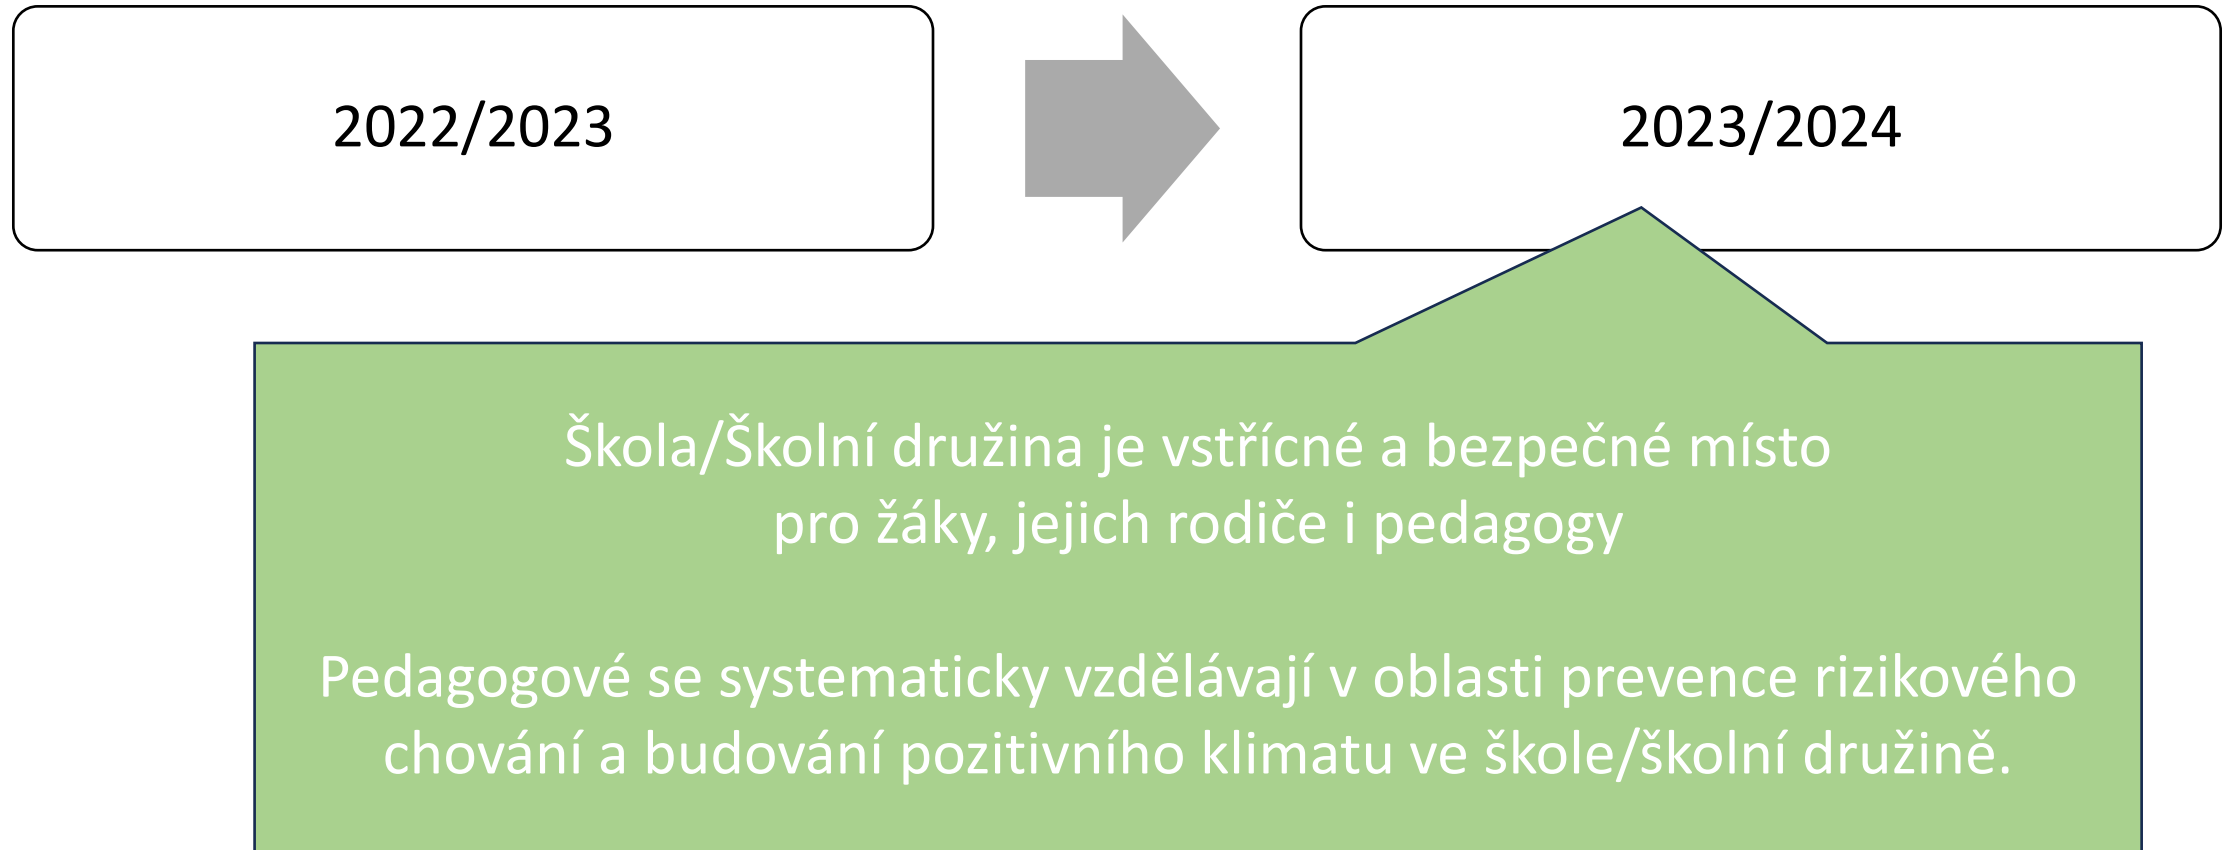 2022/2023
2023/2024
Škola/Školní družina je vstřícné a bezpečné místo
pro žáky, jejich rodiče i pedagogy
Pedagogové se systematicky vzdělávají v oblasti prevence rizikového
chování a budování pozitivního klimatu ve škole/školní družině.